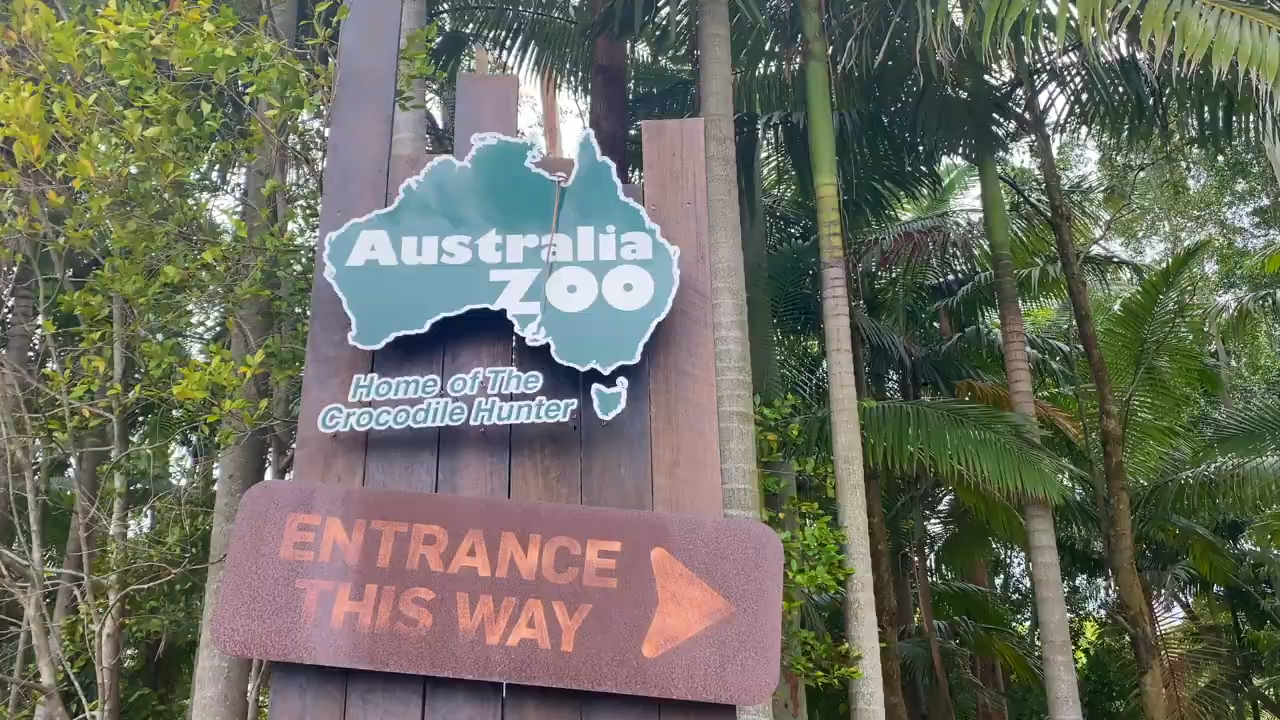 Australia
ZOO
Home of The
Crocodile Hunter
ENTRANCE
THIS WAY